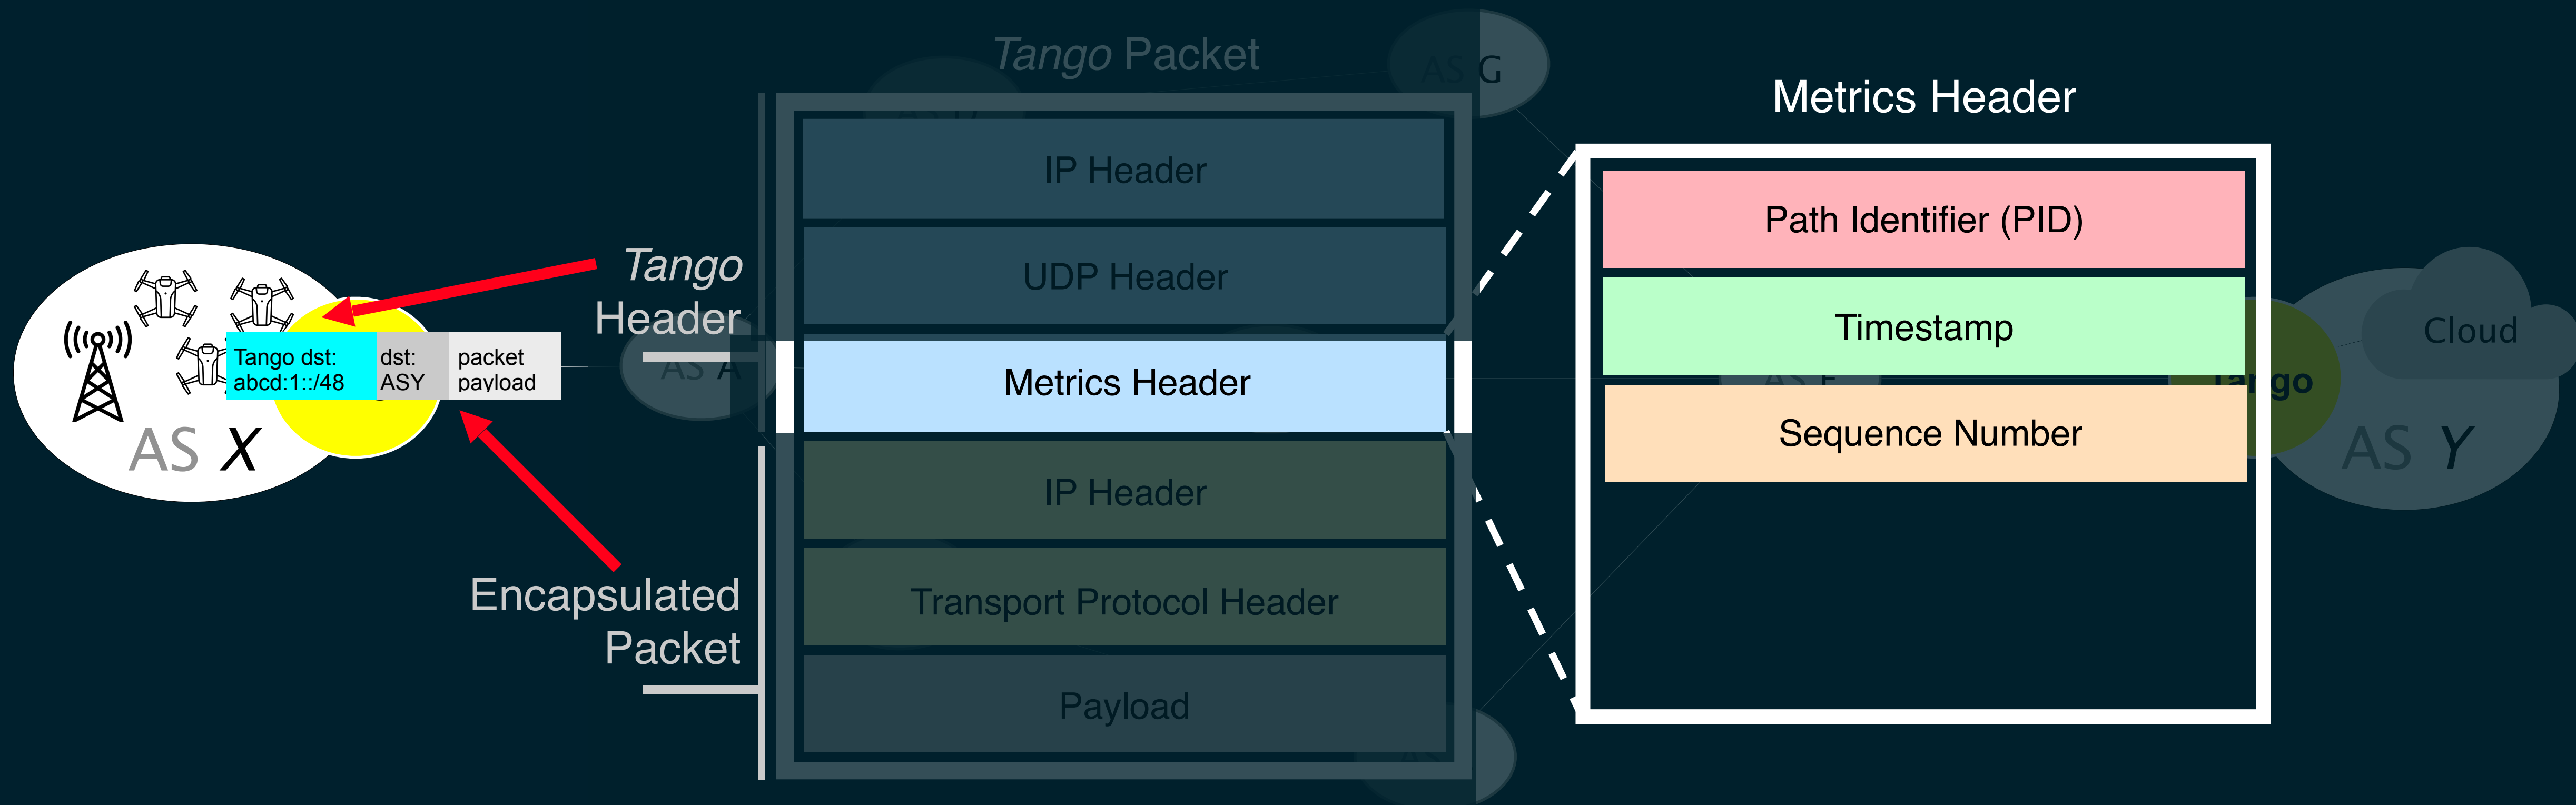 Tango Packet
AS G
Metrics Header
IP Header
Path Identifier (PID)
UDP Header
Timestamp
Tango
Header
Tango dst:
abcd:1::/48
dst:
ASY
packet
payload
AS A
Metrics Header
Sequence Number
Cloud
AS X
AS Y
IP Header
Encapsulated
Packet
Transport Protocol Header
Payload